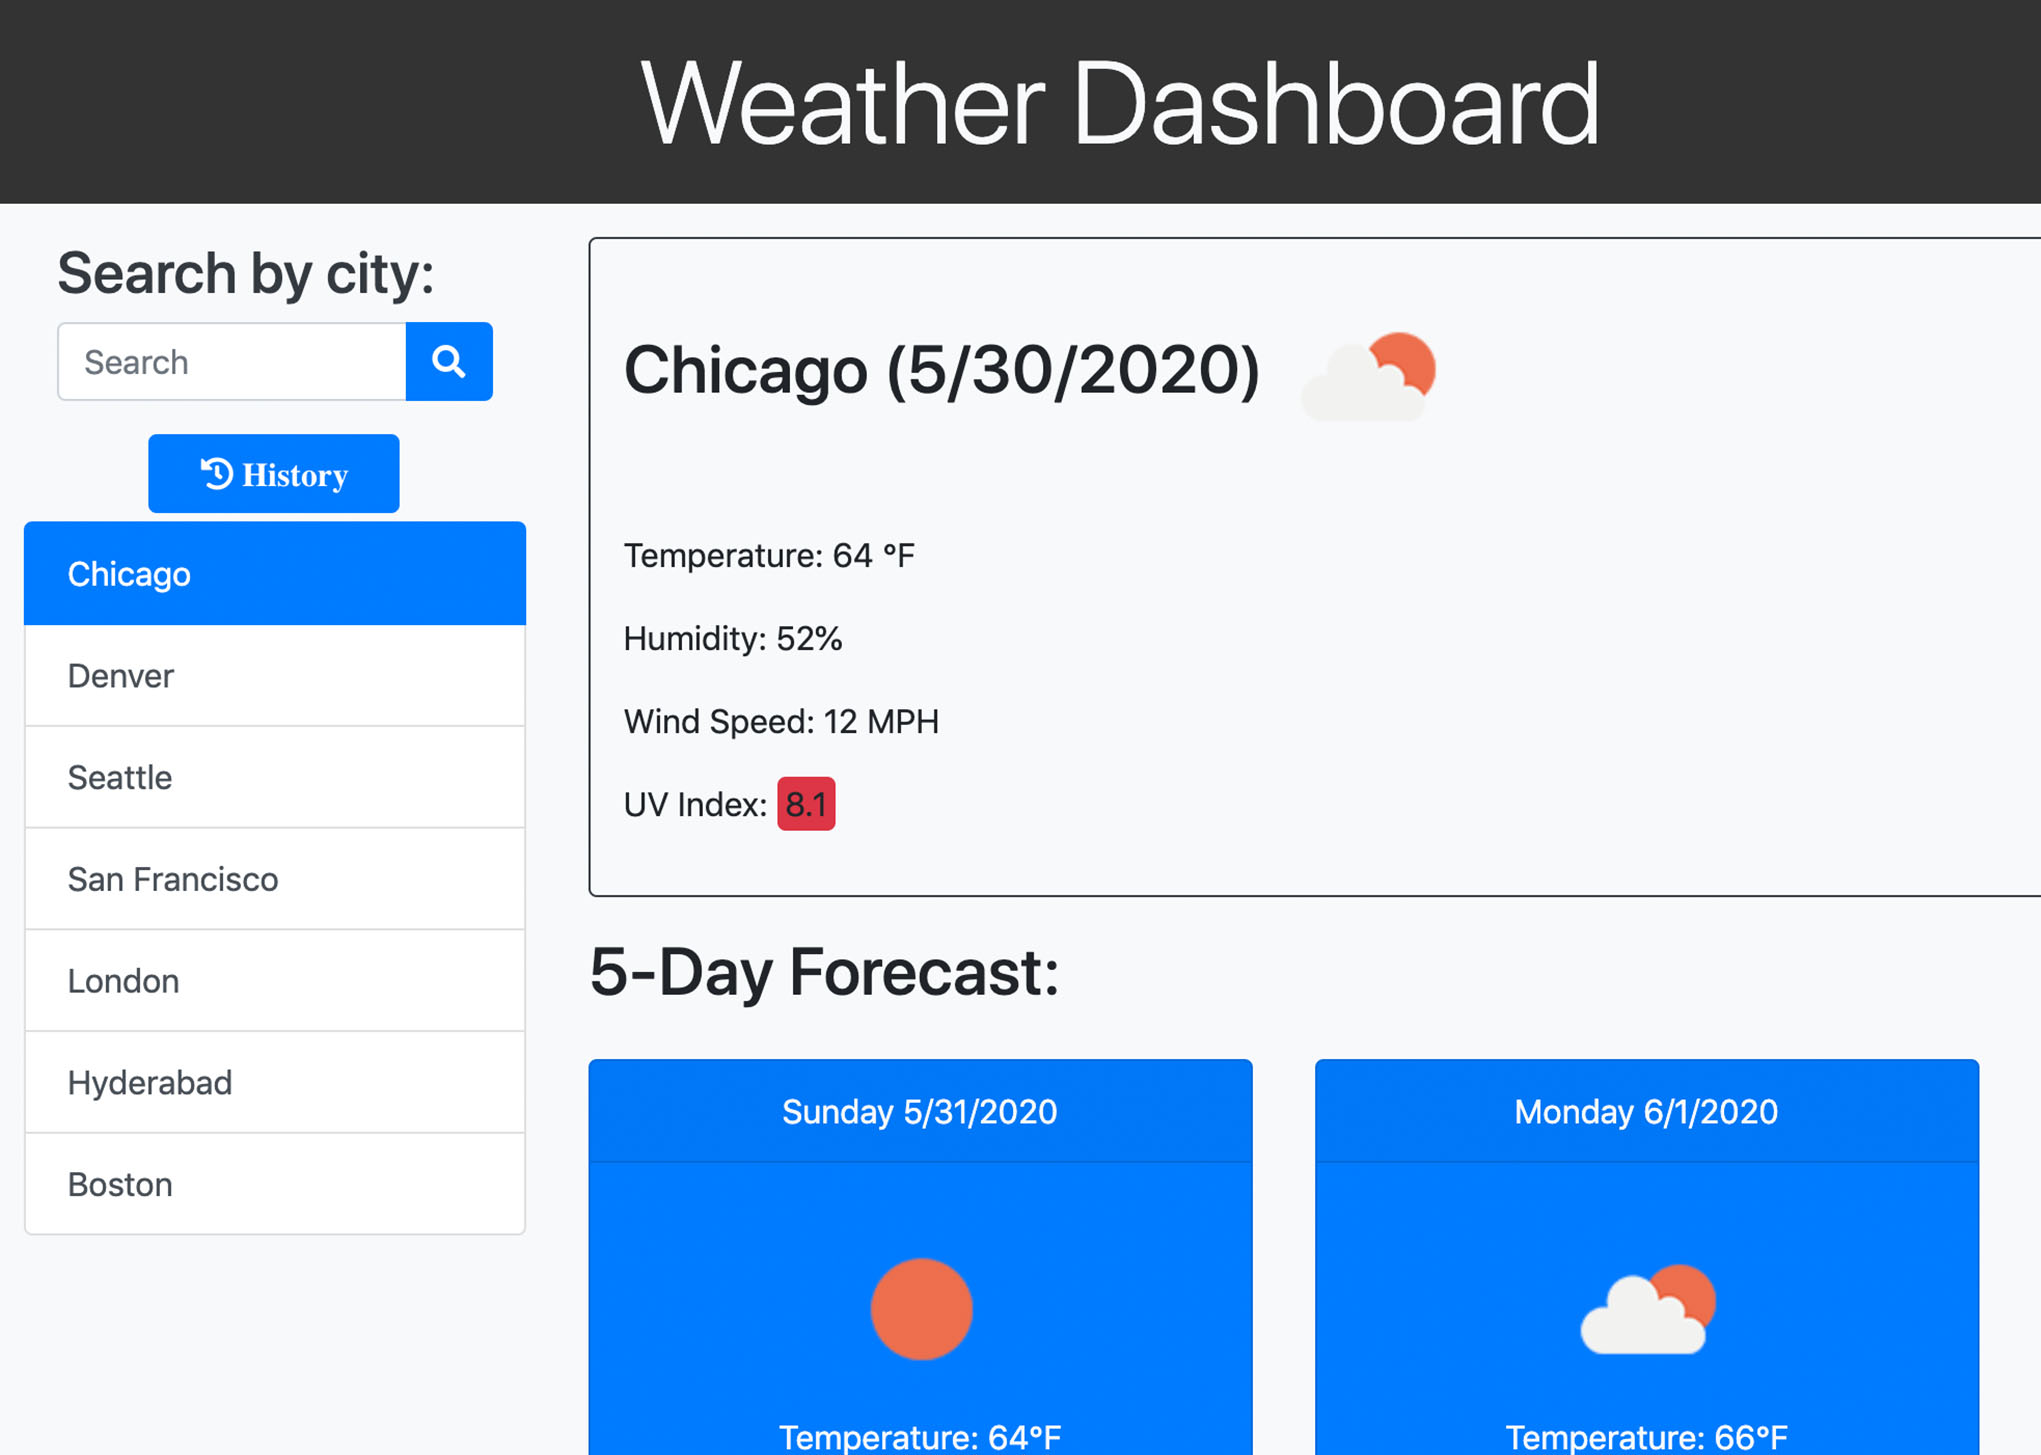 Weather Dashboard
Search by city:
Search
History
Chicago
Denver
Seattle
San Francisco
London
Hyderabad
Boston
Chicago (5/30/2020)
Temperature: 64 °F
Humidity: 52%
Wind Speed: 12 MPH
UV Index: 8.1
5-Day Forecast:
Sunday 5/31/2020
Temperature: 64°F
Monday 6/1/2020
Temperature: 66°F